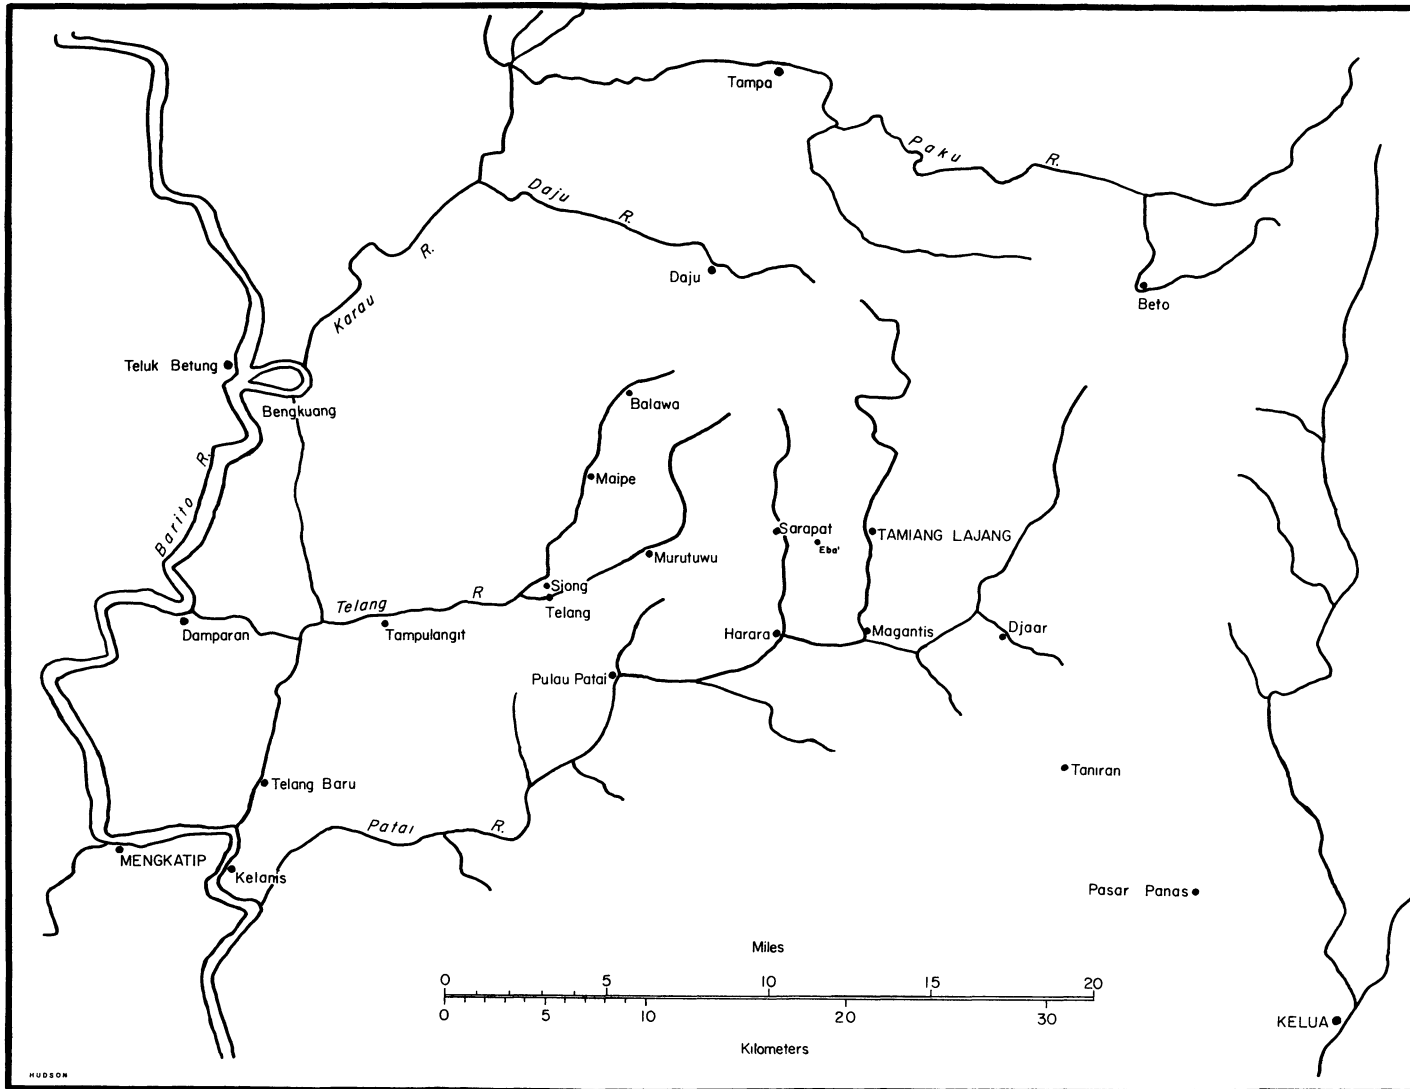 Tampa
Paku R.
Daju R.
Karau R.
Daju
Beto
Teluk Betung
Bengkuang
Balawa
Barito R.
Maipe
Sarapat
Eba'
TAMIANG LAJANG
Murutuwu
Sjong
Telang
Telang R
Tampulangit
Damparan
Harara
Magantis
Djaar
Pulau Patai
Taniran
Telang Baru
Patai R.
MENGKATIP
Kelanis
Pasar Panas
Miles
0 5 10 15 20
0 5 10 20 30
Kilometers
KELUA
HUDSON